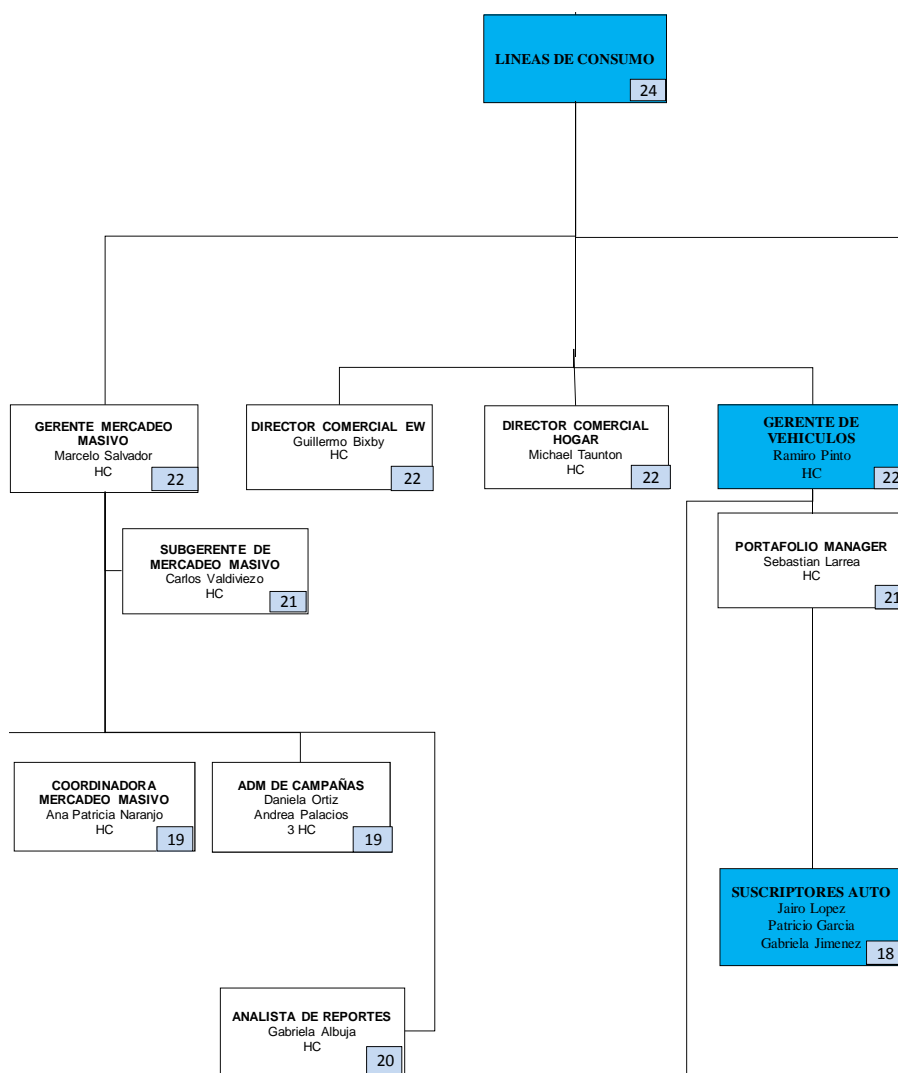 LINEAS DE CONSUMO
24
GERENTE MERCADEO
MASIVO
Marcelo Salvador
HC
22
DIRECTOR COMERCIAL EW
Guillermo Bixby
HC
22
DIRECTOR COMERCIAL
HOGAR
Michael Taunton
HC
22
GERENTE DE
VEHICULOS
Ramiro Pinto
HC
22
SUBGERENTE DE
MERCADEO MASIVO
Carlos Valdiviezo
HC
21
PORTAFOLIO MANAGER
Sebastian Larrea
HC
21
COORDINADORA
MERCADEO MASIVO
Ana Patricia Naranjo
HC
19
ADM DE CAMPAÑAS
Daniela Ortiz
Andrea Palacios
3 HC
19
SUSCRIPTORES AUTO
Jairo Lopez
Patricio Garcia
Gabriela Jimenez
18
ANALISTA DE REPORTES
Gabriela Albuja
HC
20